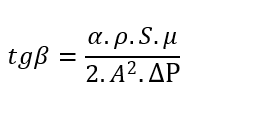 tgβ = α.ρ.S.μ / 2.A².ΔP